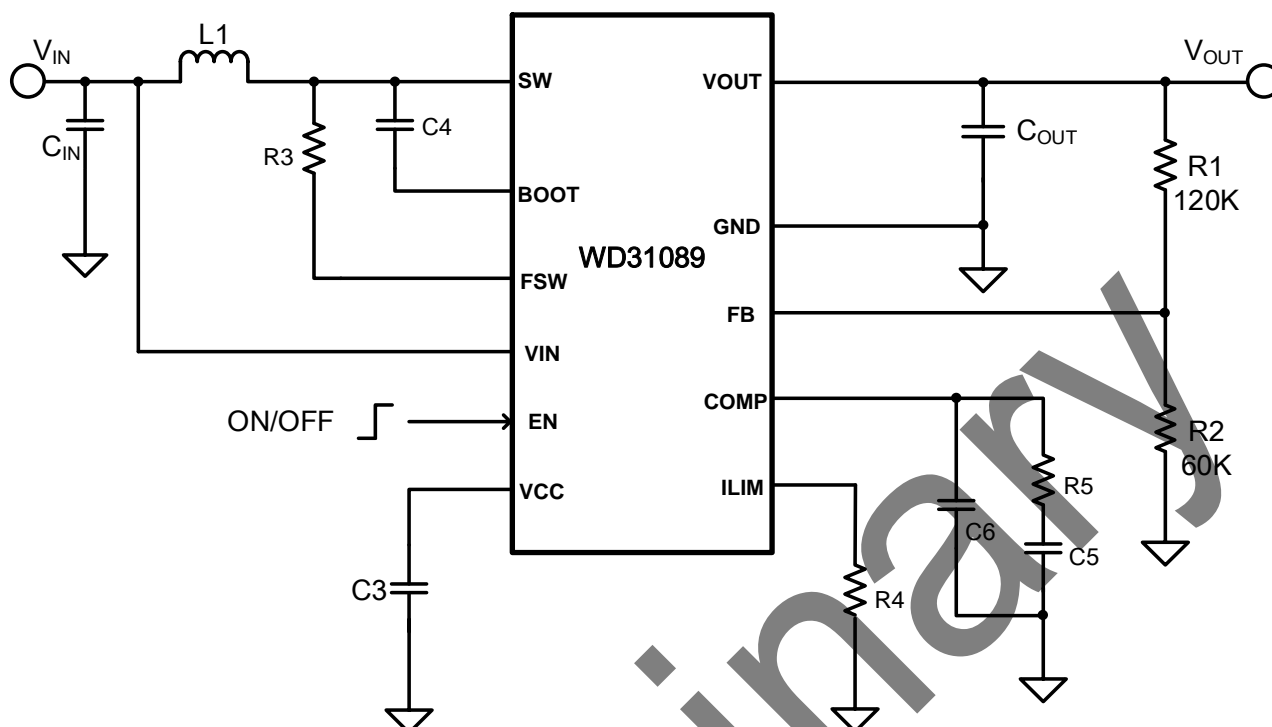 VIN
L1
VOUT
SW
VOUT
CIN
R3
C4
COUT
R1
120K
BOOT
GND
WD31089
FSW
FB
VIN
COMP
ON/OFF
EN
R2
60K
VCC
ILIM
R5
C6
C5
C3
R4
inary